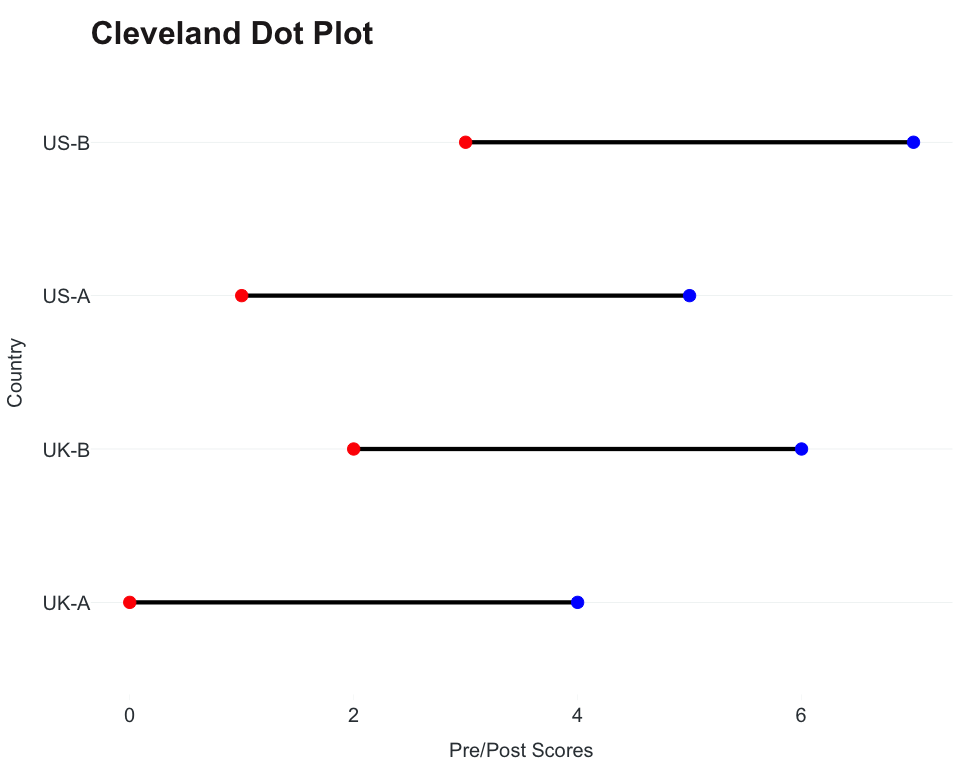 Cleveland Dot Plot
US-B
US-A
UK-B
UK-A
Country
0 2 4 6
Pre/Post Scores